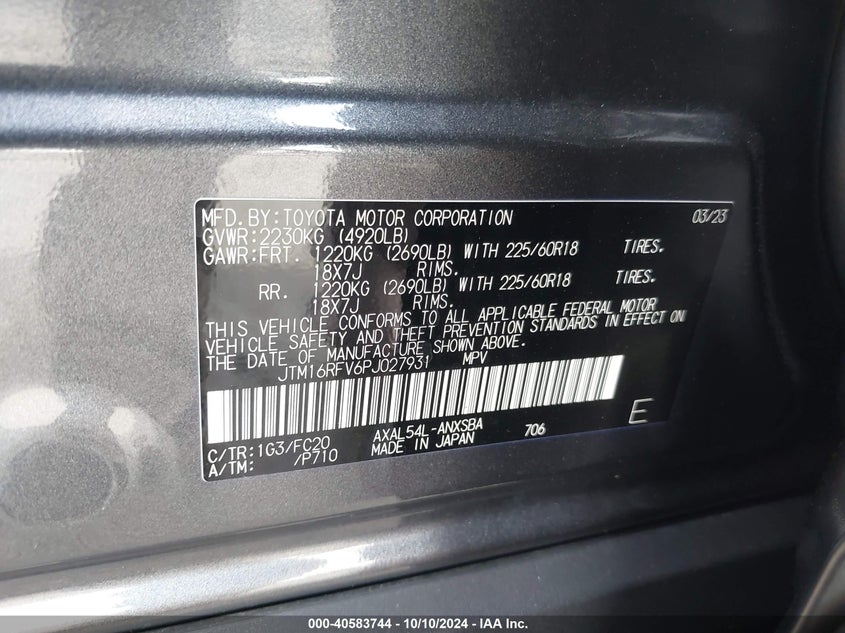 MFD.BY:TOYOTA MOTOR CORPORATION 03/23
GVWR:2230KG (4920LB)
GAWR:FRT. 1220KG (2690LB) WITH 225/60R18 TIRES.
18X7J RIMS.
RR. 1220KG (2690LB) WITH 225/60R18 TIRES.
18X7J RIMS.
THIS VEHICLE CONFORMS TO ALL APPLICABLE FEDERAL MOTOR
VEHICLE SAFETY AND THEFT PREVENTION STANDARDS IN EFFECT ON
THE DATE OF MANUFACTURE SHOWN ABOVE.
JTM16RFV6PJ027931 MPV
C/TR:1G3/FC20 AXAL54L-ANXSBA 706 E
A/TM: /P710 MADE IN JAPAN
000-40583744 - 10/10/2024 - IAA Inc.